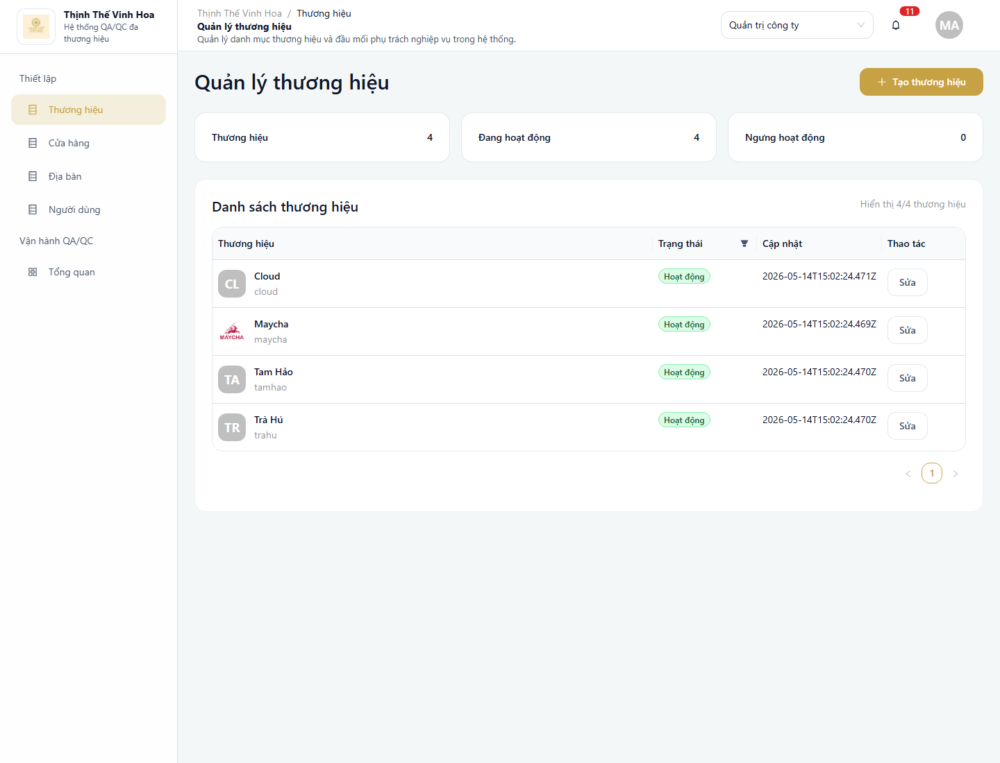 Thịnh Thế Vinh Hoa
Hệ thống QA/QC đa
thương hiệu
Thiết lập
Thương hiệu
Cửa hàng
Địa bàn
Người dùng
Vận hành QA/QC
Tổng quan
Thịnh Thế Vinh Hoa / Thương hiệu
Quản lý thương hiệu
Quản lý danh mục thương hiệu và đầu mối phụ trách nghiệp vụ trong hệ thống.
Quản trị công ty
11
MA
Quản lý thương hiệu
Tạo thương hiệu
Thương hiệu 4
Đang hoạt động 4
Ngưng hoạt động 0
Danh sách thương hiệu
Hiển thị 4/4 thương hiệu
Thương hiệu Trạng thái Cập nhật Thao tác
CL Cloud Hoạt động 2026-05-14T15:02:24.471Z Sửa
cloud
MAYCHA Maycha Hoạt động 2026-05-14T15:02:24.469Z Sửa
maycha
TA Tam Hảo Hoạt động 2026-05-14T15:02:24.470Z Sửa
tamhao
TR Trà Hú Hoạt động 2026-05-14T15:02:24.470Z Sửa
trahu
1